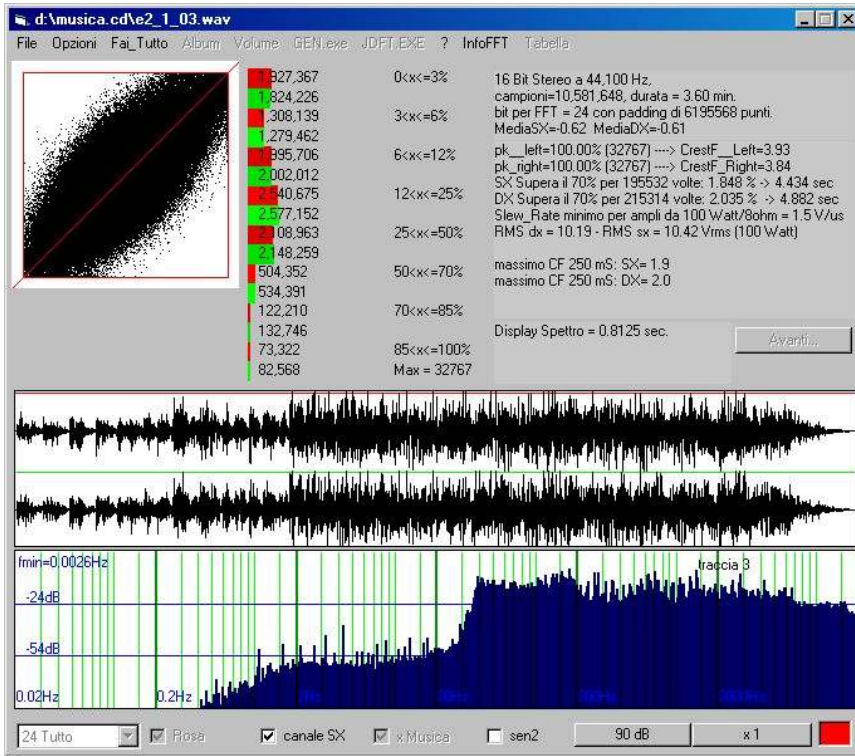 d:\musica.cd\e2_1_03.wav
File Opzioni Fai_Tutto Album Volume GEN.exe JDFT.EXE ? InfoFFT Tabella
1,927,367 0<x<=3%
1,824,226
1,308,139 3<x<=6%
1,279,462
1,995,706 6<x<=12%
2,002,012
2,540,675 12<x<=25%
2,577,152
2,108,963 25<x<=50%
2,148,259
504,352 50<x<=70%
534,391
122,210 70<x<=85%
132,746
73,322 85<x<=100%
82,568 Max = 32767
16 Bit Stereo a 44,100 Hz,
campioni=10,581,648, durata = 3.60 min.
bit per FFT = 24 con padding di 6195568 punti.
MediaSX=-0.62 MediaDX=-0.61
pk__left=100.00% (32767) ----> CrestF__Left=3.93
pk_right=100.00% (32767) ----> CrestF_Right=3.84
SX Supera il 70% per 195532 volte: 1.848 % -> 4.434 sec
DX Supera il 70% per 215314 volte: 2.035 % -> 4.882 sec
Slew_Rate minimo per ampli da 100 Watt/8ohm = 1.5 V/us
RMS dx = 10.19 - RMS sx = 10.42 Vrms (100 Watt)
massimo CF 250 mS: SX= 1.9
massimo CF 250 mS: DX= 2.0
Display Spettro = 0.8125 sec.
Avanti...
fmin=0.0026Hz
traccia 3
-24dB
-54dB
0.02Hz 0.2Hz 2Hz 20Hz 200Hz 2000Hz
24 Tutto Rosa canale SX x Musica sen2 90 dB x 1